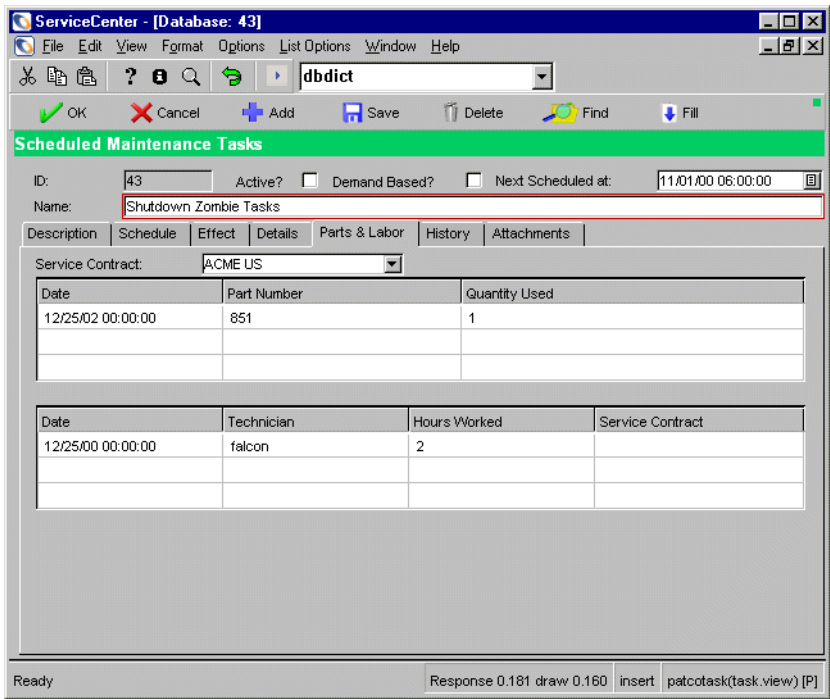 ServiceCenter - [Database: 43]
File Edit View Format Options List Options Window Help
dbdict
OK Cancel Add Save Delete Find Fill
Scheduled Maintenance Tasks
ID: 43 Active? Demand Based? Next Scheduled at: 11/01/00 06:00:00
Name: Shutdown Zombie Tasks
Description Schedule Effect Details Parts & Labor History Attachments
Service Contract: ACME US
Date Part Number Quantity Used
12/25/02 00:00:00 851 1
Date Technician Hours Worked Service Contract
12/25/00 00:00:00 falcon 2
Ready Response 0.181 draw 0.160 insert patcotask(task.view) [P]